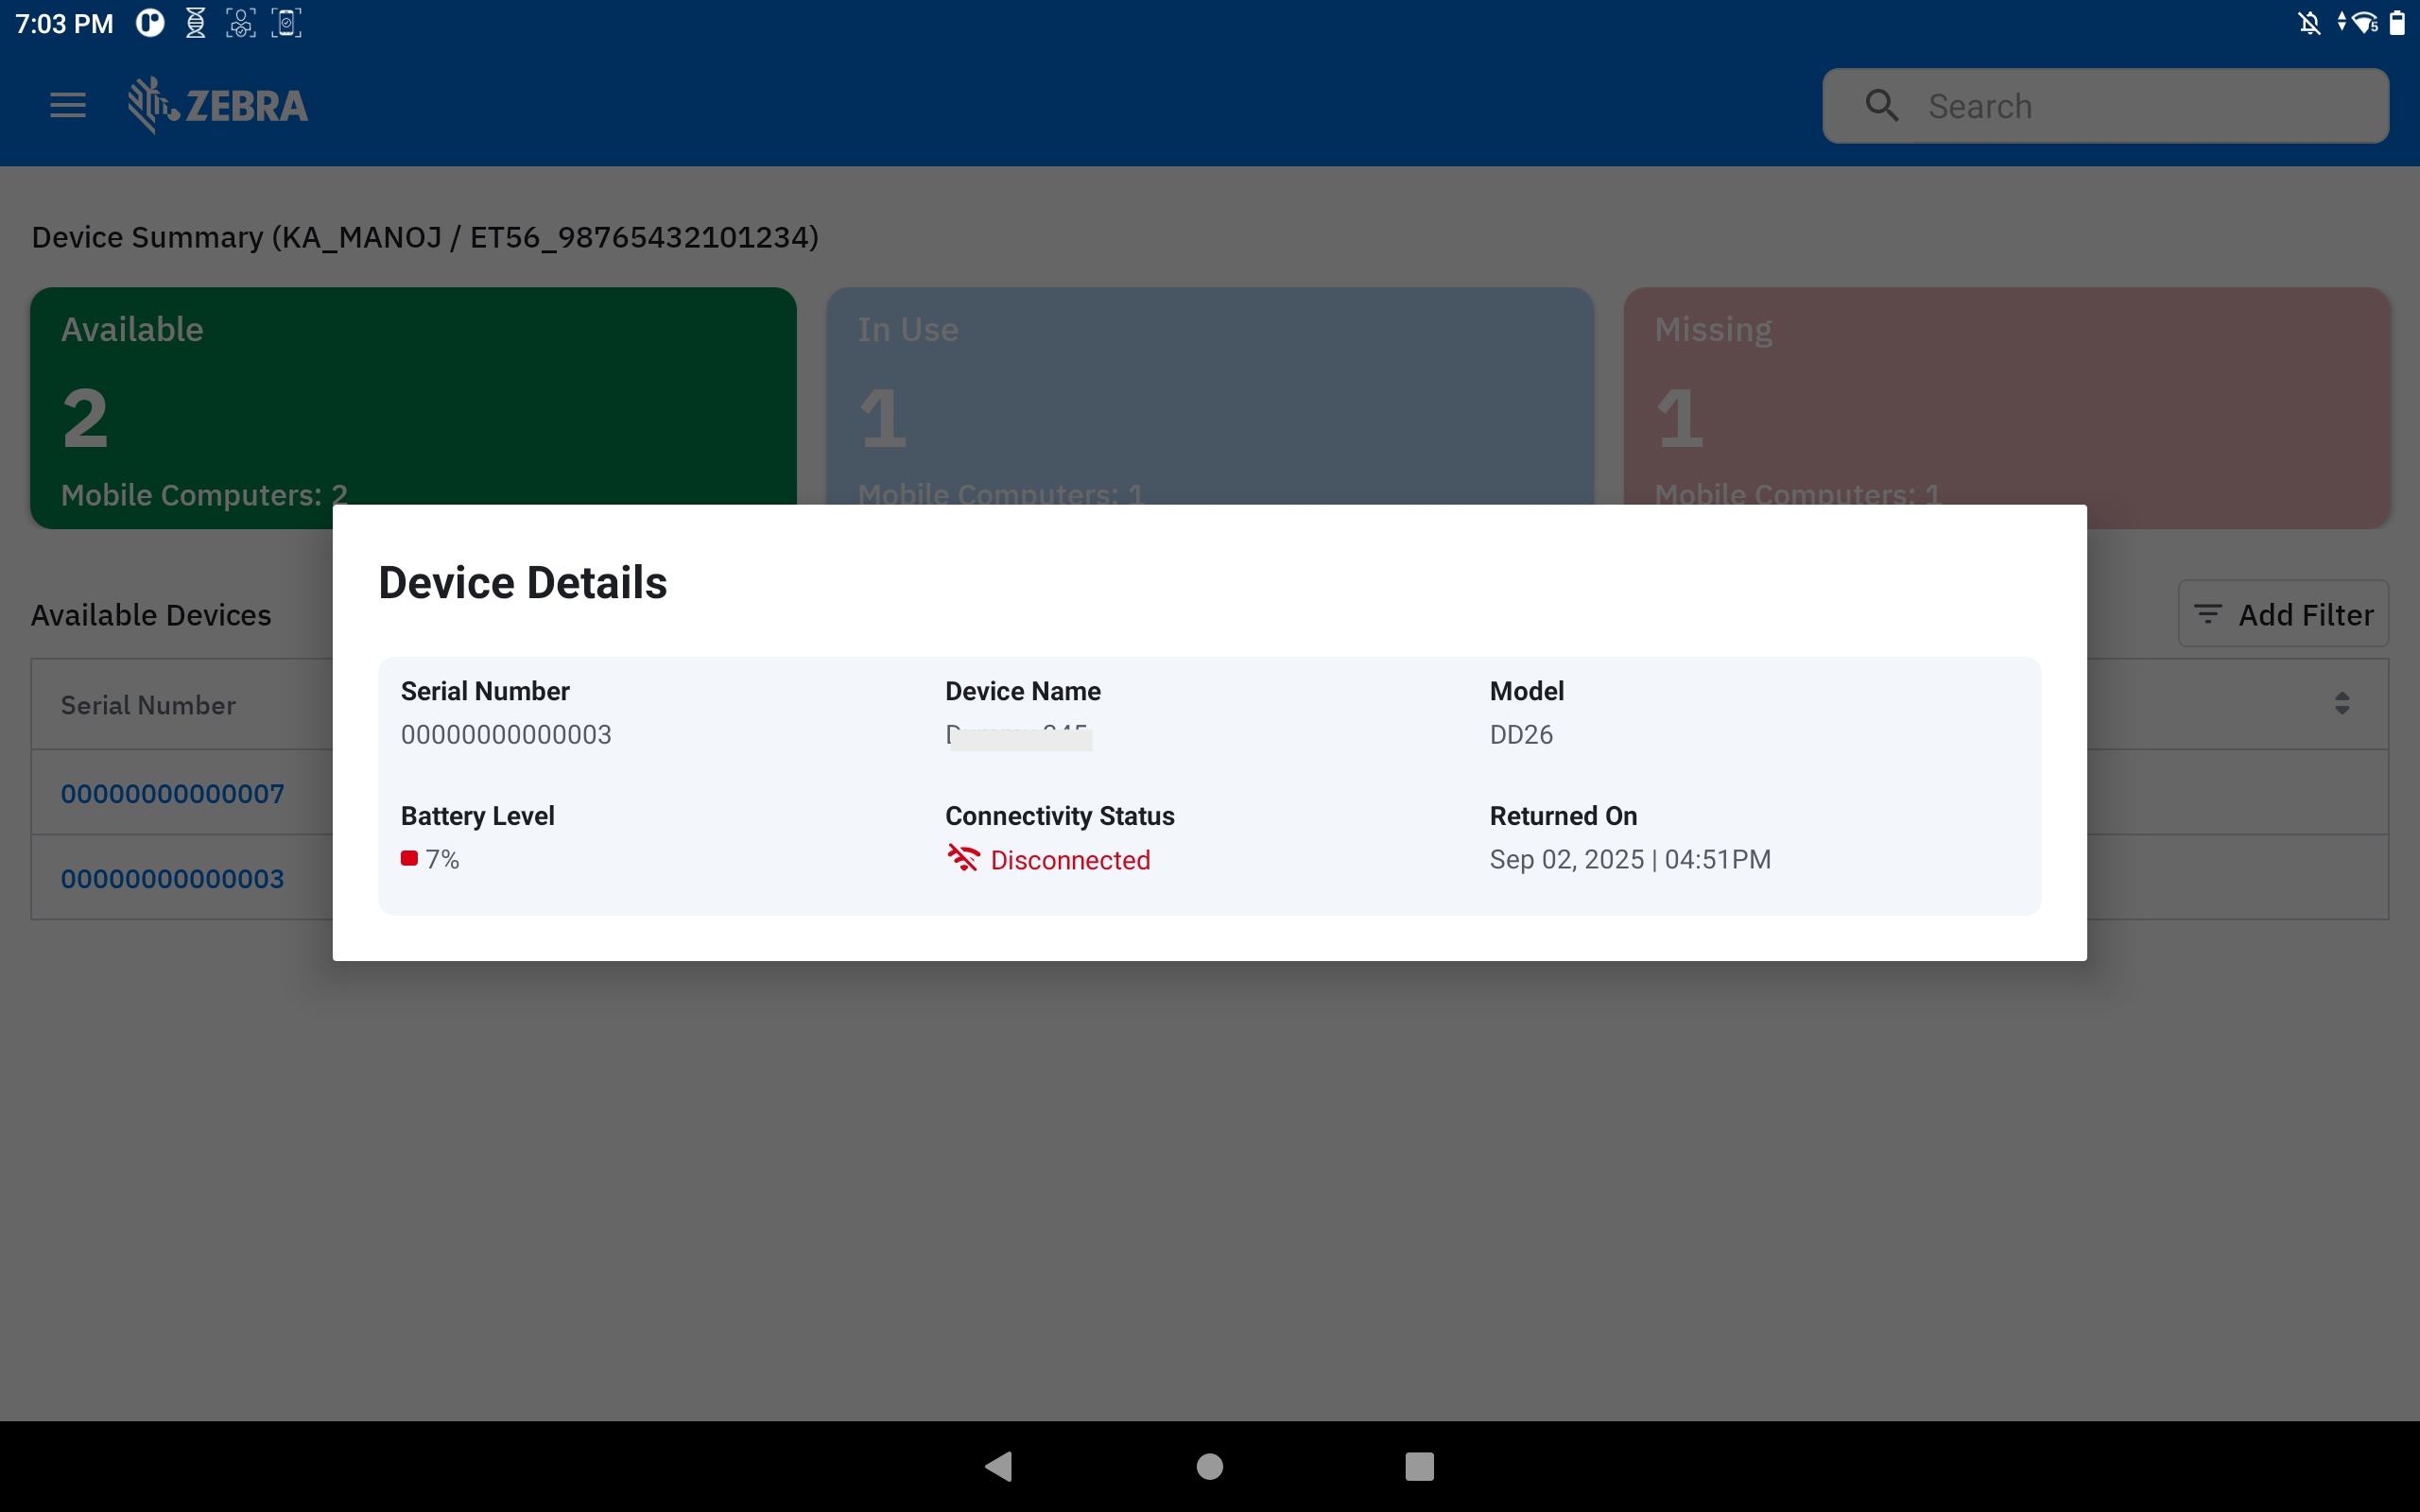 7:03 PM
ZEBRA
Search
Device Summary (KA_MANOJ / ET56_98765432101234)
Available
In Use
Missing
2
1
1
Mobile Computers: 2
Mobile Computers: 1
Mobile Computers: 1
Device Details
Available Devices
Add Filter
Serial Number
Device Name
Model
Serial Number
00000000000003
DD26
00000000000007
Battery Level
Connectivity Status
Returned On
7%
Disconnected
Sep 02, 2025 | 04:51PM
00000000000003